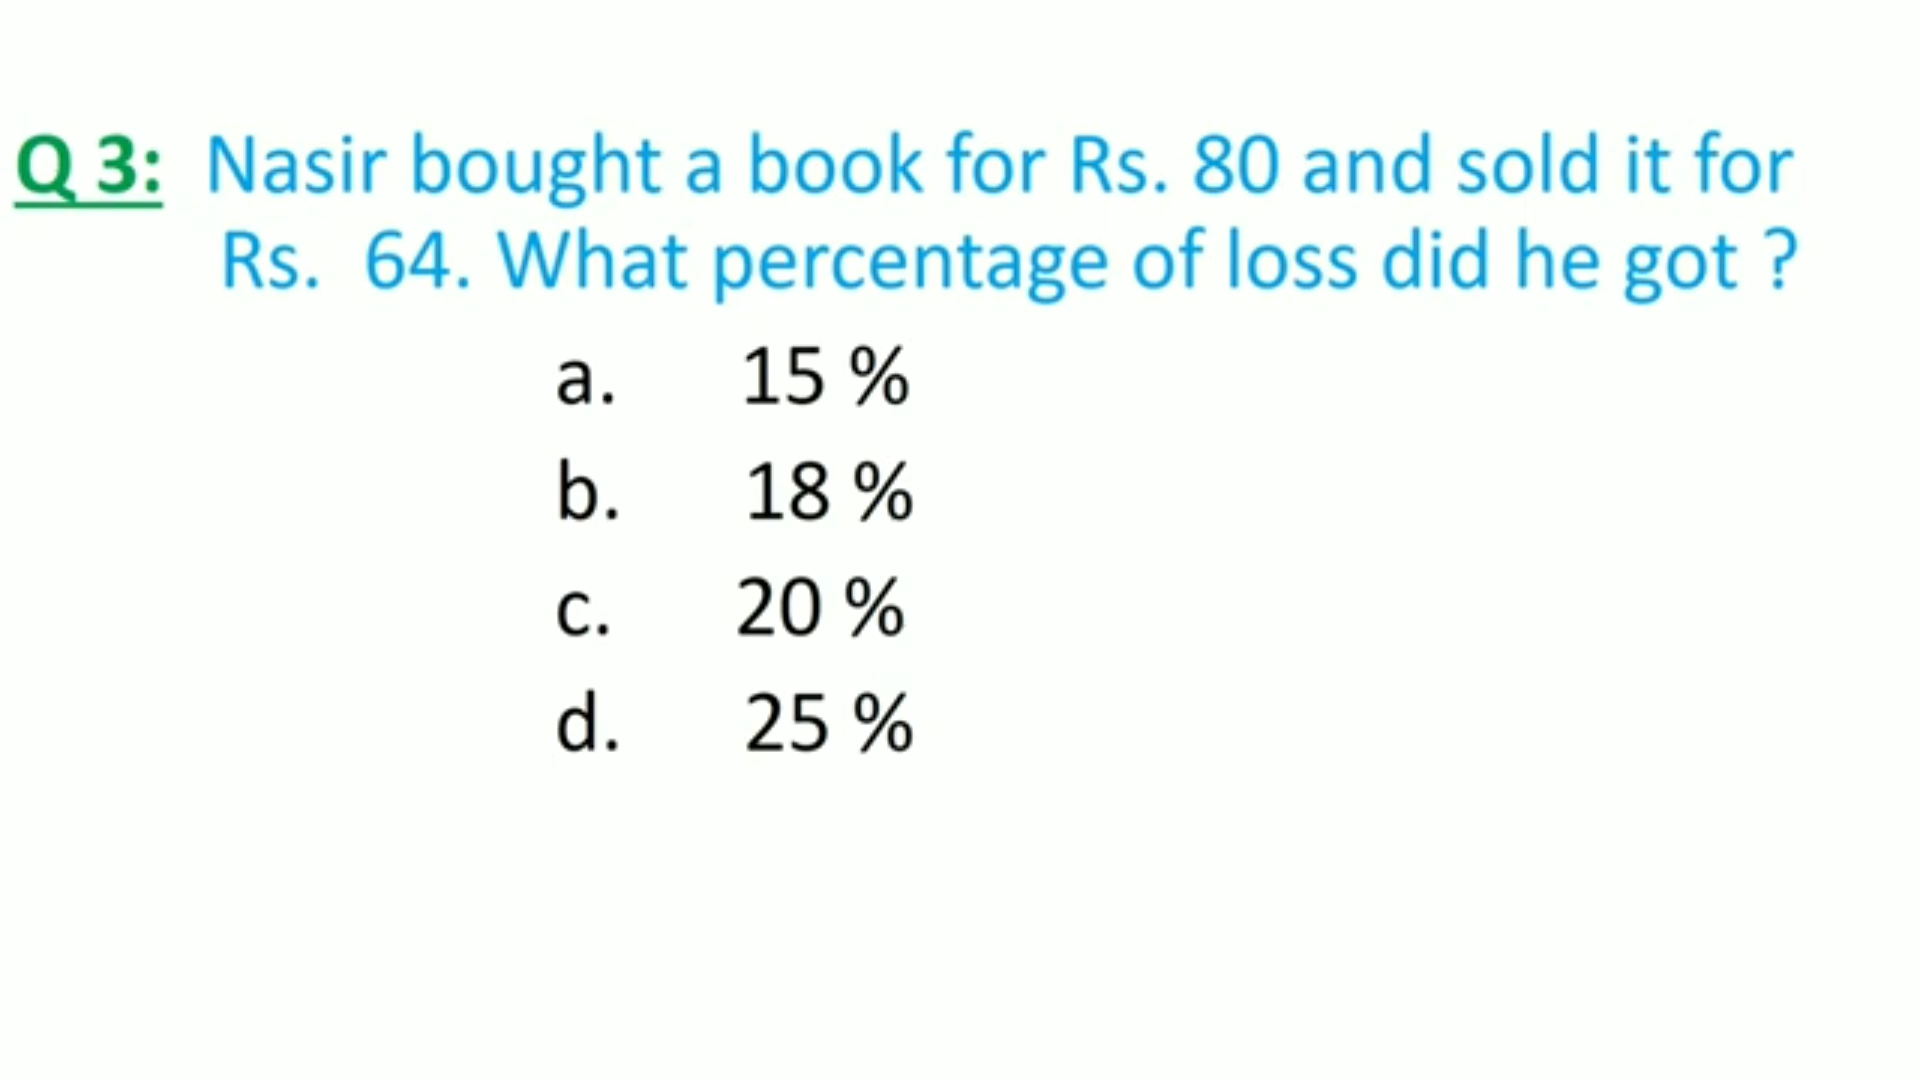 Q 3: Nasir bought a book for Rs. 80 and sold it for
Rs. 64. What percentage of loss did he got ?
a. 15 %
b. 18 %
c. 20 %
d. 25 %